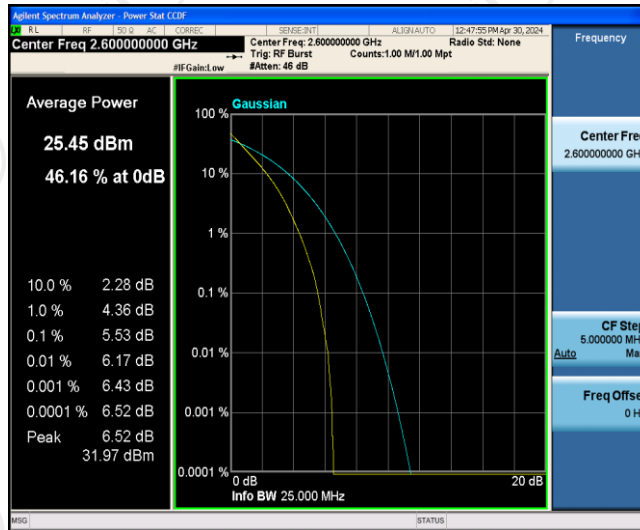 Agilent Spectrum Analyzer - Power Stat CCDF
RL RF 50 Ω AC CORREC SENSE:INT ALIGNAUTO 12:47:55 PM Apr 30, 2024
Center Freq 2.600000000 GHz
Center Freq: 2.600000000 GHz Radio Std: None
Trig: RF Burst Counts:1.00 M/1.00 Mpt
#IFGain:Low #Atten: 46 dB
Frequency
Average Power
25.45 dBm
46.16 % at 0dB
10.0 % 2.28 dB
1.0 % 4.36 dB
0.1 % 5.53 dB
0.01 % 6.17 dB
0.001 % 6.43 dB
0.0001 % 6.52 dB
Peak 6.52 dB
31.97 dBm
Gaussian
100 %
10 %
1 %
0.1 %
0.01 %
0.001 %
0.0001 %
0 dB 20 dB
Info BW 25.000 MHz
Center Fre
2.600000000 GH
CF Step
5.000000 MH
Auto Ma
Freq Offse
0 H
MSG STATUS